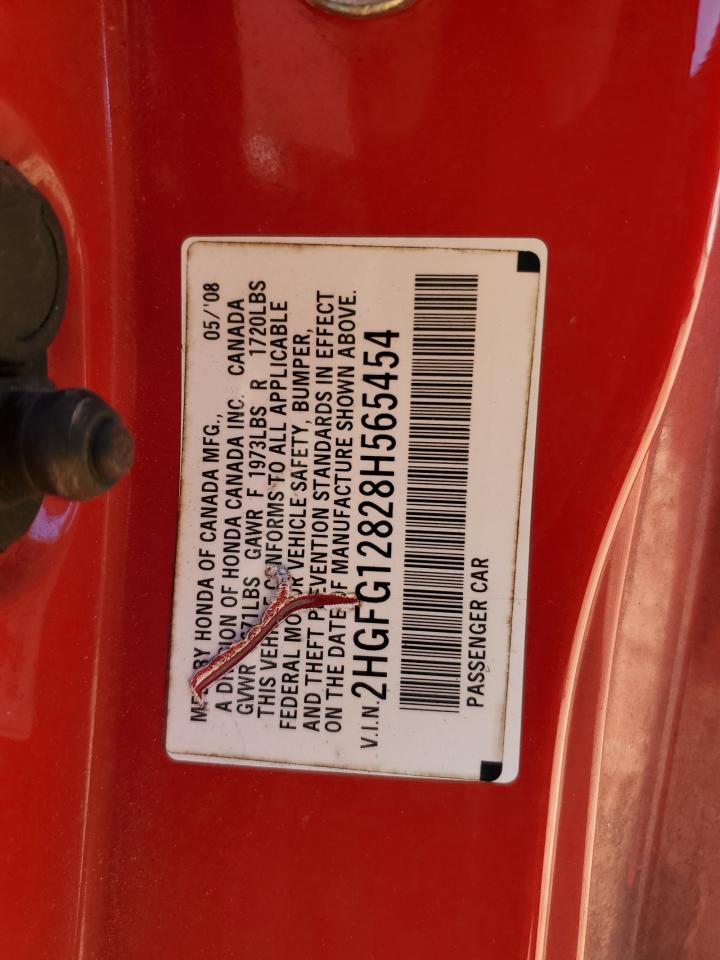 BY HONDA OF CANADA MFG., 05/'08
A DIVISION OF HONDA CANADA INC. CANADA
GVWR GAWR F 1973LBS R 1720LBS
THIS VEHICLE CONFORMS TO ALL APPLICABLE
FEDERAL MOTOR VEHICLE SAFETY, BUMPER,
AND THEFT PREVENTION STANDARDS IN EFFECT
ON THE DATE OF MANUFACTURE SHOWN ABOVE.
V.I.N. 2HGFG12828H565454
PASSENGER CAR